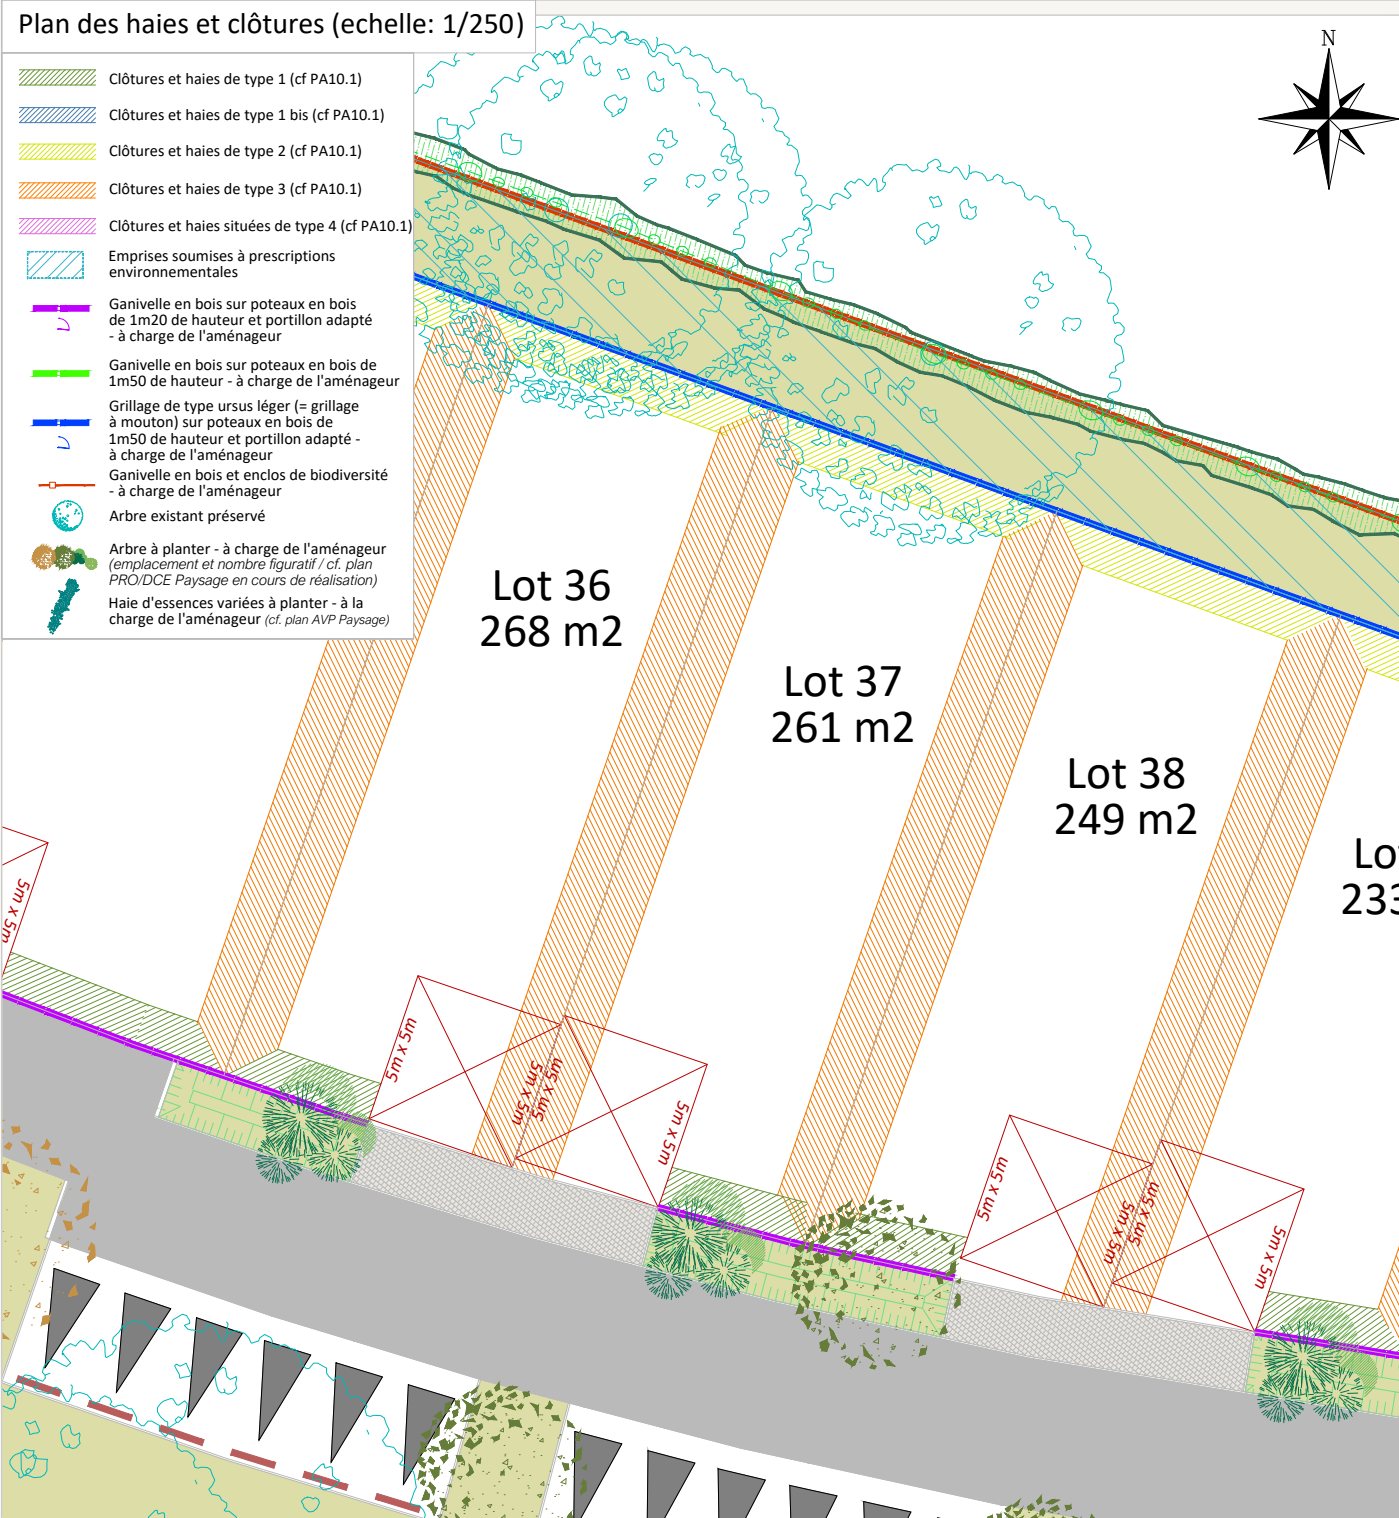 Plan des haies et clôtures (echelle: 1/250)
N
Clôtures et haies de type 1 (cf PA10.1)
Clôtures et haies de type 1 bis (cf PA10.1)
Clôtures et haies de type 2 (cf PA10.1)
Clôtures et haies de type 3 (cf PA10.1)
Clôtures et haies situées de type 4 (cf PA10.1)
Emprises soumises à prescriptions
environnementales
Ganivelle en bois sur poteaux en bois
de 1m20 de hauteur et portillon adapté
- à charge de l'aménageur
Ganivelle en bois sur poteaux en bois de
1m50 de hauteur - à charge de l'aménageur
Grillage de type ursus léger (= grillage
à mouton) sur poteaux en bois de
1m50 de hauteur et portillon adapté -
à charge de l'aménageur
Ganivelle en bois et enclos de biodiversité
- à charge de l'aménageur
Arbre existant préservé
Arbre à planter - à charge de l'aménageur
(emplacement et nombre figuratif / cf. plan
PRO/DCE Paysage en cours de réalisation)
Haie d'essences variées à planter - à la
charge de l'aménageur (cf. plan AVP Paysage)
Lot 36
268 m2
Lot 37
261 m2
Lot 38
249 m2
Lo
233
5m x 5m
5m x 5m
5m x 5m
5m x 5m
5m x 5m
5m x 5m
5m x 5m
5m x 5m
5m x 5m